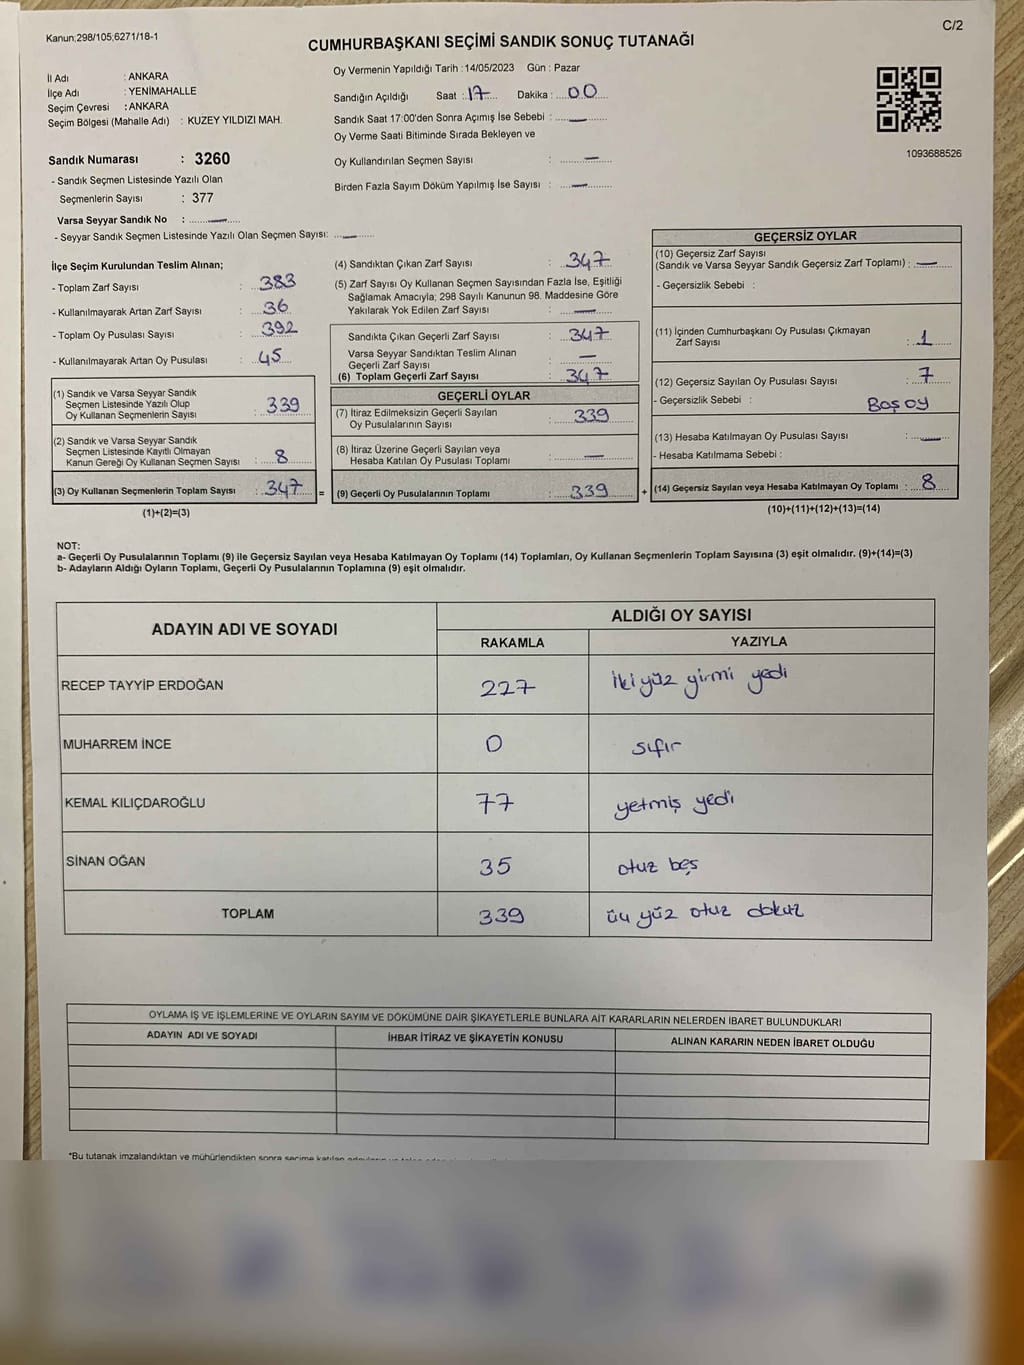 Kanun;298/105;6271/18-1
C/2
CUMHURBAŞKANI SEÇİMİ SANDIK SONUÇ TUTANAĞI
İl Adı : ANKARA
İlçe Adı : YENİMAHALLE
Seçim Çevresi : ANKARA
Seçim Bölgesi (Mahalle Adı) : KUZEY YILDIZI MAH.
Oy Vermenin Yapıldığı Tarih :14/05/2023 Gün : Pazar
Sandığın Açıldığı Saat :17 Dakika :00
Sandık Saat 17:00'den Sonra Açımış İse Sebebi : —
Oy Verme Saati Bitiminde Sırada Bekleyen ve
Oy Kullandırılan Seçmen Sayısı : —
Birden Fazla Sayım Döküm Yapılmış İse Sayısı : —
1093688526
Sandık Numarası : 3260
- Sandık Seçmen Listesinde Yazılı Olan
Seçmenlerin Sayısı : 377
Varsa Seyyar Sandık No : —
- Seyyar Sandık Seçmen Listesinde Yazılı Olan Seçmen Sayısı: —
İlçe Seçim Kurulundan Teslim Alınan;
- Toplam Zarf Sayısı : 383
- Kullanılmayarak Artan Zarf Sayısı : 36
- Toplam Oy Pusulası Sayısı : 392
- Kullanılmayarak Artan Oy Pusulası : 45
(1) Sandık ve Varsa Seyyar Sandık
Seçmen Listesinde Yazılı Olup
Oy Kullanan Seçmenlerin Sayısı : 339
(2) Sandık ve Varsa Seyyar Sandık
Seçmen Listesinde Kayıtlı Olmayan
Kanun Gereği Oy Kullanan Seçmen Sayısı : 8
(3) Oy Kullanan Seçmenlerin Toplam Sayısı : 347 =
(1)+(2)=(3)
(4) Sandıktan Çıkan Zarf Sayısı : 347
(5) Zarf Sayısı Oy Kullanan Seçmen Sayısından Fazla İse, Eşitliği
Sağlamak Amacıyla; 298 Sayılı Kanunun 98. Maddesine Göre
Yakılarak Yok Edilen Zarf Sayısı : —
Sandıkta Çıkan Geçerli Zarf Sayısı : 347
Varsa Seyyar Sandıktan Teslim Alınan
Geçerli Zarf Sayısı : —
(6) Toplam Geçerli Zarf Sayısı : 347
GEÇERLİ OYLAR
(7) İtiraz Edilmeksizin Geçerli Sayılan
Oy Pusulalarının Sayısı : 339
(8) İtiraz Üzerine Geçerli Sayılan veya
Hesaba Katılan Oy Pusulası Toplamı : —
(9) Geçerli Oy Pusulalarının Toplamı : 339 +
GEÇERSİZ OYLAR
(10) Geçersiz Zarf Sayısı
(Sandık ve Varsa Seyyar Sandık Geçersiz Zarf Toplamı) : —
- Geçersizlik Sebebi :
(11) İçinden Cumhurbaşkanı Oy Pusulası Çıkmayan
Zarf Sayısı : 1
(12) Geçersiz Sayılan Oy Pusulası Sayısı : 7
- Geçersizlik Sebebi : Boş oy
(13) Hesaba Katılmayan Oy Pusulası Sayısı : —
- Hesaba Katılmama Sebebi :
(14) Geçersiz Sayılan veya Hesaba Katılmayan Oy Toplamı : 8
(10)+(11)+(12)+(13)=(14)
NOT:
a- Geçerli Oy Pusulalarının Toplamı (9) ile Geçersiz Sayılan veya Hesaba Katılmayan Oy Toplamı (14) Toplamları, Oy Kullanan Seçmenlerin Toplam Sayısına (3) eşit olmalıdır. (9)+(14)=(3)
b- Adayların Aldığı Oyların Toplamı, Geçerli Oy Pusulalarının Toplamına (9) eşit olmalıdır.
ADAYIN ADI VE SOYADI
ALDIĞI OY SAYISI
RAKAMLA YAZIYLA
RECEP TAYYİP ERDOĞAN 227 iki yüz yirmi yedi
MUHARREM İNCE 0 sıfır
KEMAL KILIÇDAROĞLU 77 yetmiş yedi
SİNAN OĞAN 35 otuz beş
TOPLAM 339 üç yüz otuz dokuz
OYLAMA İŞ VE İŞLEMLERİNE VE OYLARIN SAYIM VE DÖKÜMÜNE DAİR ŞİKAYETLERLE BUNLARA AİT KARARLARIN NELERDEN İBARET BULUNDUKLARI
ADAYIN ADI VE SOYADI İHBAR İTİRAZ VE ŞİKAYETİN KONUSU ALINAN KARARIN NEDEN İBARET OLDUĞU
*Bu tutanak imzalandıktan ve mühürlendikten sonra seçime katılan